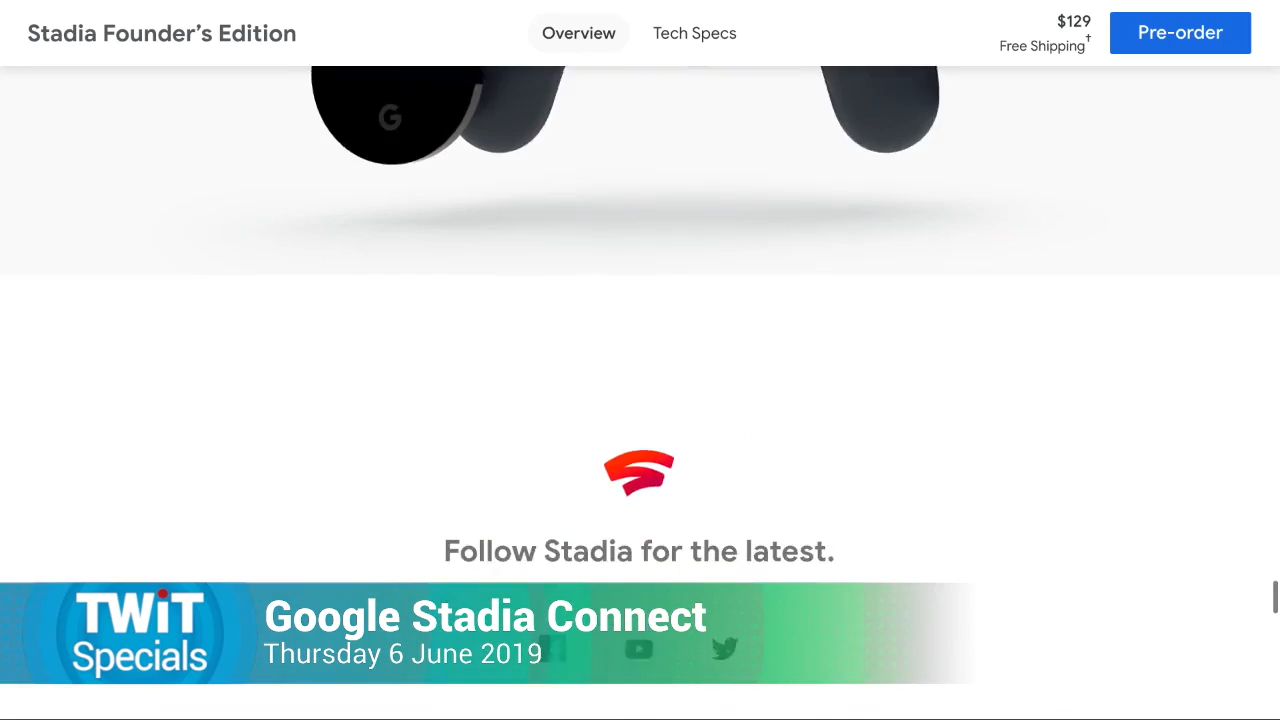 Stadia Founder’s Edition
Overview
Tech Specs
$129
Free Shipping†
Pre-order
G
Follow Stadia for the latest.
TWiT
Specials
Google Stadia Connect
Thursday 6 June 2019